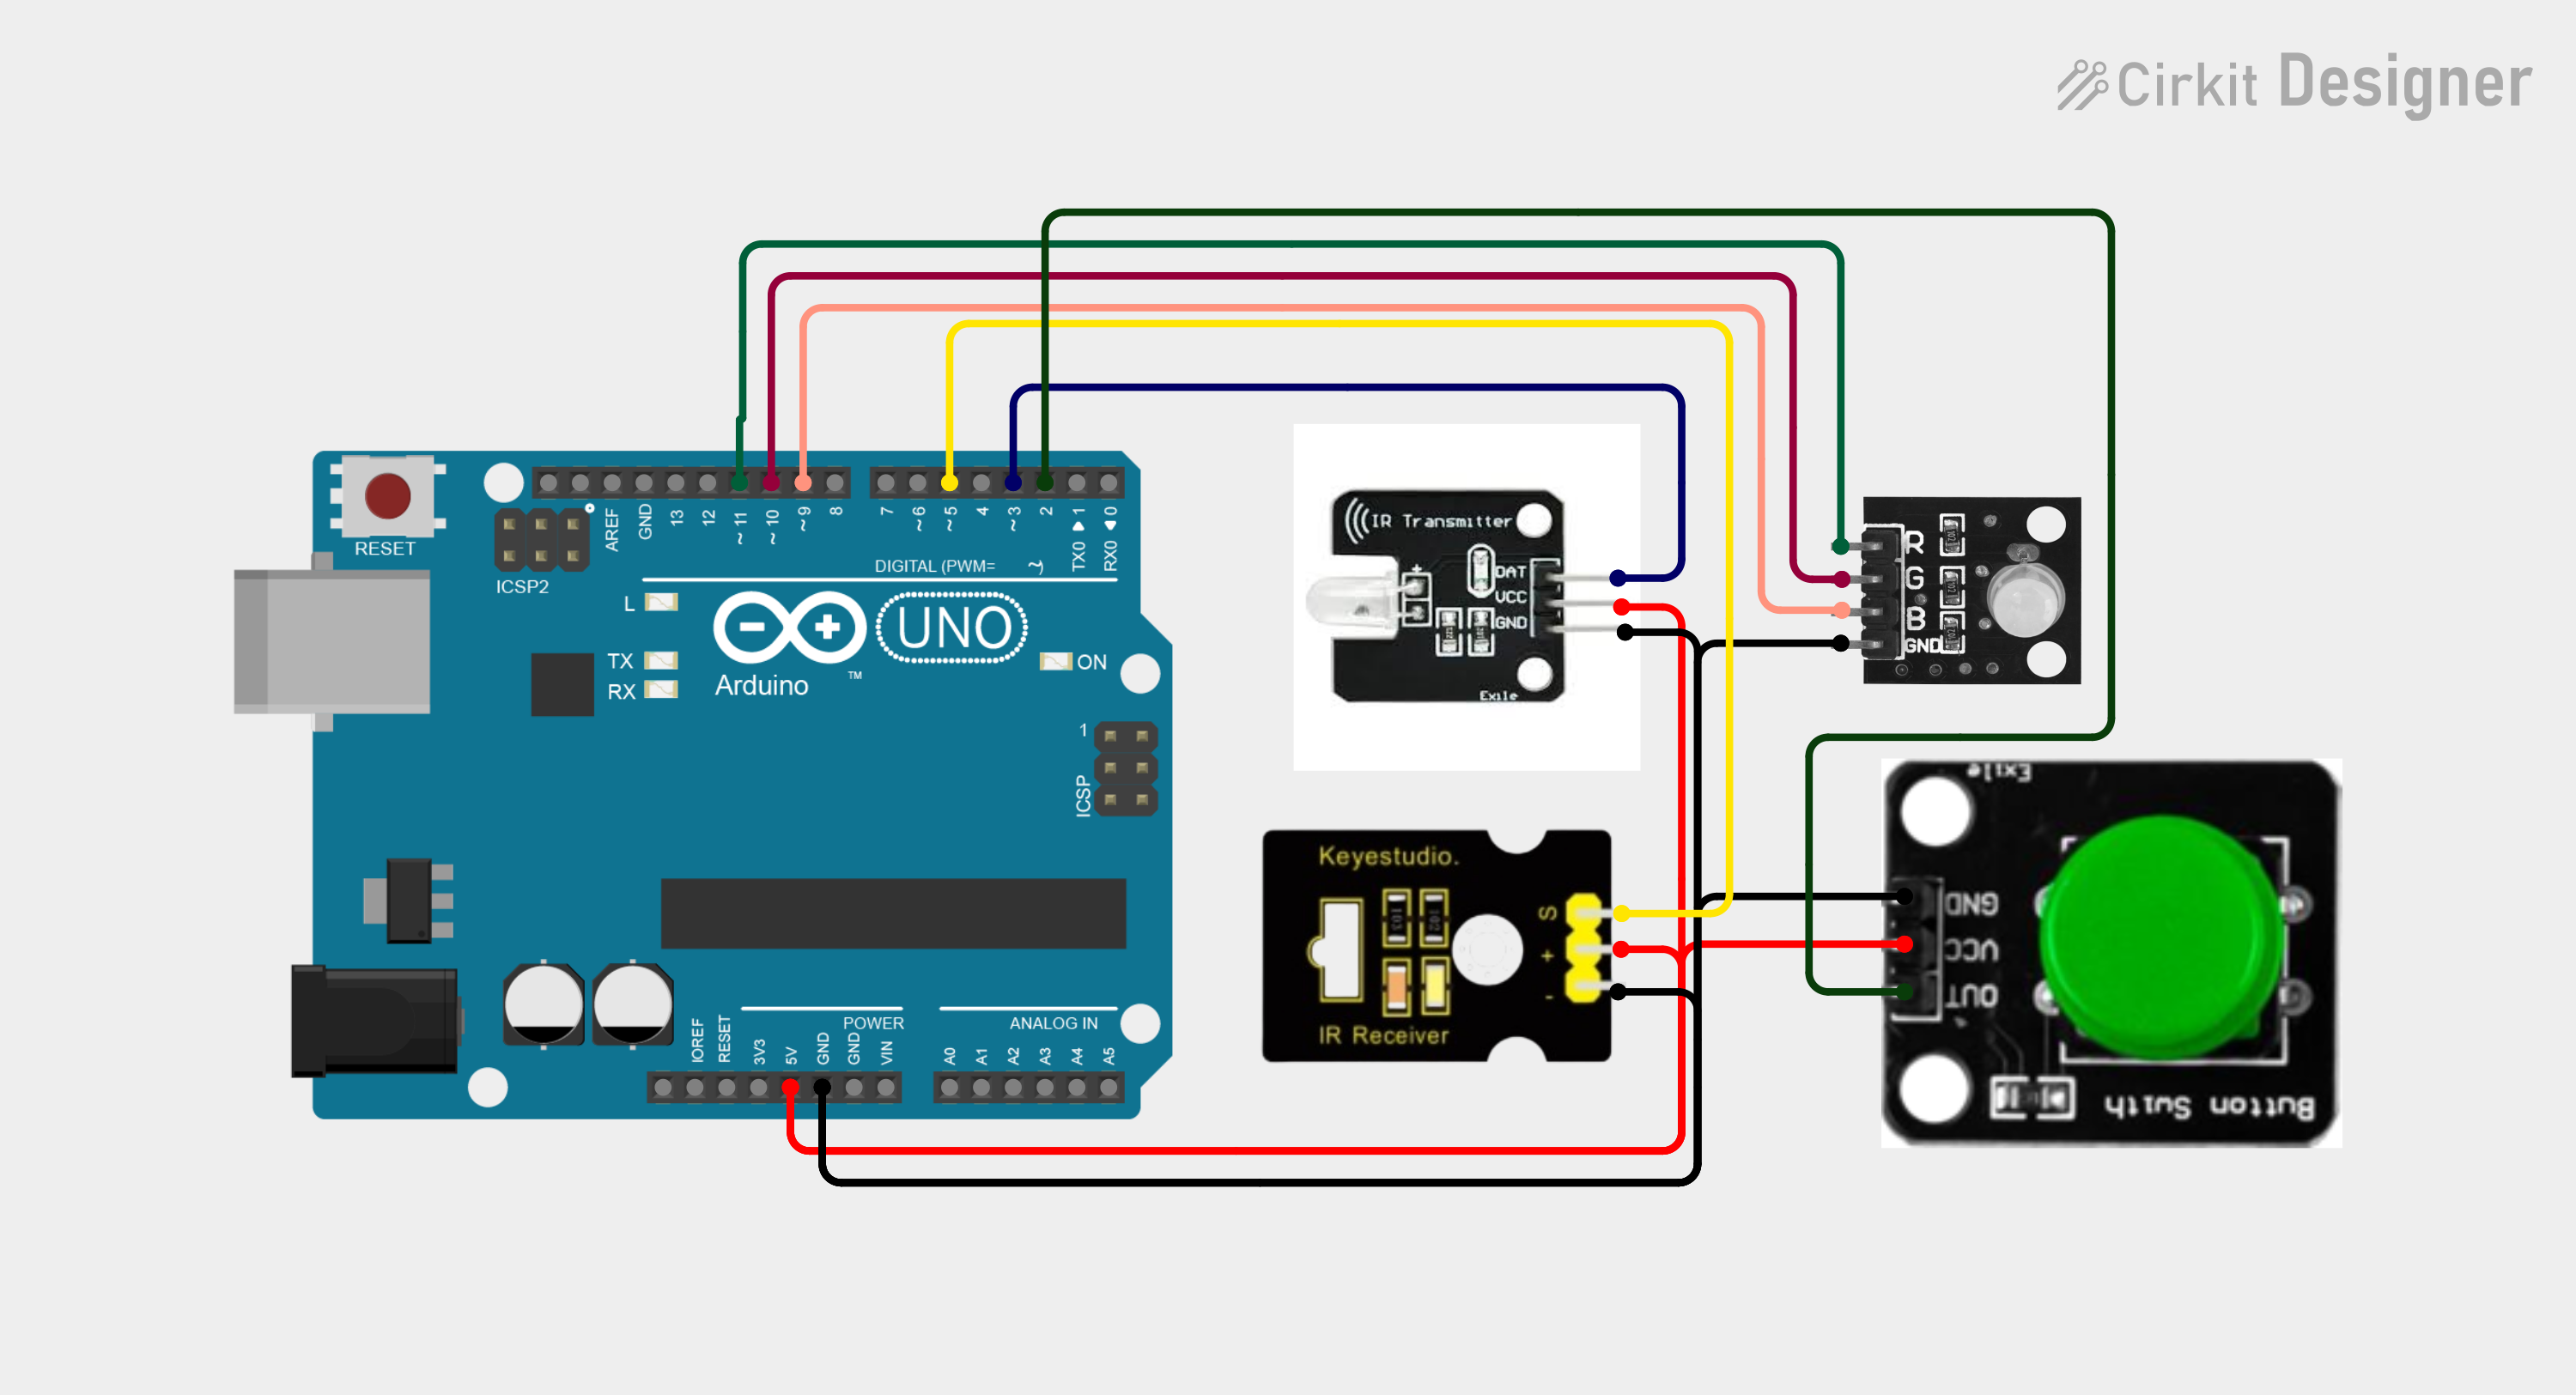 Cirkit Designer
RESET
ICSP2
AREF
GND
13
12
~ 11
~ 10
~ 9
8
7
~ 6
~ 5
4
~ 3
2
TX0 ▶ 1
RX0 ◀ 0
DIGITAL (PWM= ~)
L
TX
RX
UNO
ON
Arduino ™
1
ICSP
IOREF
RESET
3V3
5V
GND
GND
VIN
POWER
ANALOG IN
A0
A1
A2
A3
A4
A5
IR Transmitter
+
DAT
VCC
GND
Exile
Keyestudio.
103
102
S
+
-
IR Receiver
R
G
B
GND
Exile
GND
VCC
OUT
Button Swith